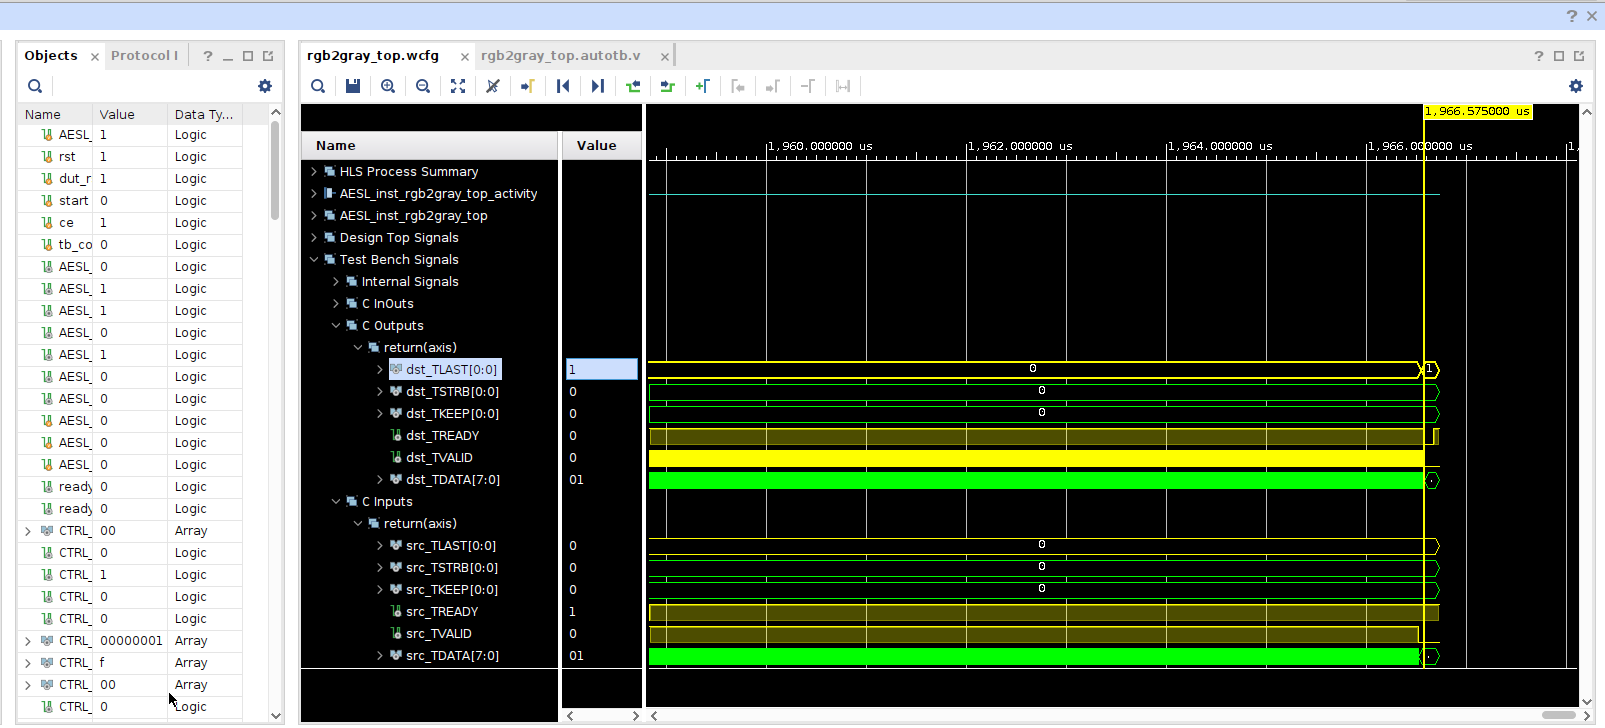 ? ×
Objects × Protocol I ?
Name Value Data Ty...
AESL_ 1 Logic
rst 1 Logic
dut_r 1 Logic
start 0 Logic
ce 1 Logic
tb_co 0 Logic
AESL_ 0 Logic
AESL_ 1 Logic
AESL_ 1 Logic
AESL_ 0 Logic
AESL_ 1 Logic
AESL_ 0 Logic
AESL_ 0 Logic
AESL_ 0 Logic
AESL_ 0 Logic
AESL_ 0 Logic
ready 0 Logic
ready 0 Logic
CTRL_ 00 Array
CTRL_ 0 Logic
CTRL_ 1 Logic
CTRL_ 0 Logic
CTRL_ 0 Logic
CTRL_ 00000001 Array
CTRL_ f Array
CTRL_ 00 Array
CTRL_ 0 Logic
rgb2gray_top.wcfg × rgb2gray_top.autotb.v × ?
1,966.575000 us
Name Value
1,960.000000 us 1,962.000000 us 1,964.000000 us 1,966.000000 us 1,
HLS Process Summary
AESL_inst_rgb2gray_top_activity
AESL_inst_rgb2gray_top
Design Top Signals
Test Bench Signals
Internal Signals
C InOuts
C Outputs
return(axis)
dst_TLAST[0:0] 1 0 1
dst_TSTRB[0:0] 0 0
dst_TKEEP[0:0] 0 0
dst_TREADY 0
dst_TVALID 0
dst_TDATA[7:0] 01
C Inputs
return(axis)
src_TLAST[0:0] 0 0
src_TSTRB[0:0] 0 0
src_TKEEP[0:0] 0 0
src_TREADY 1
src_TVALID 0
src_TDATA[7:0] 01